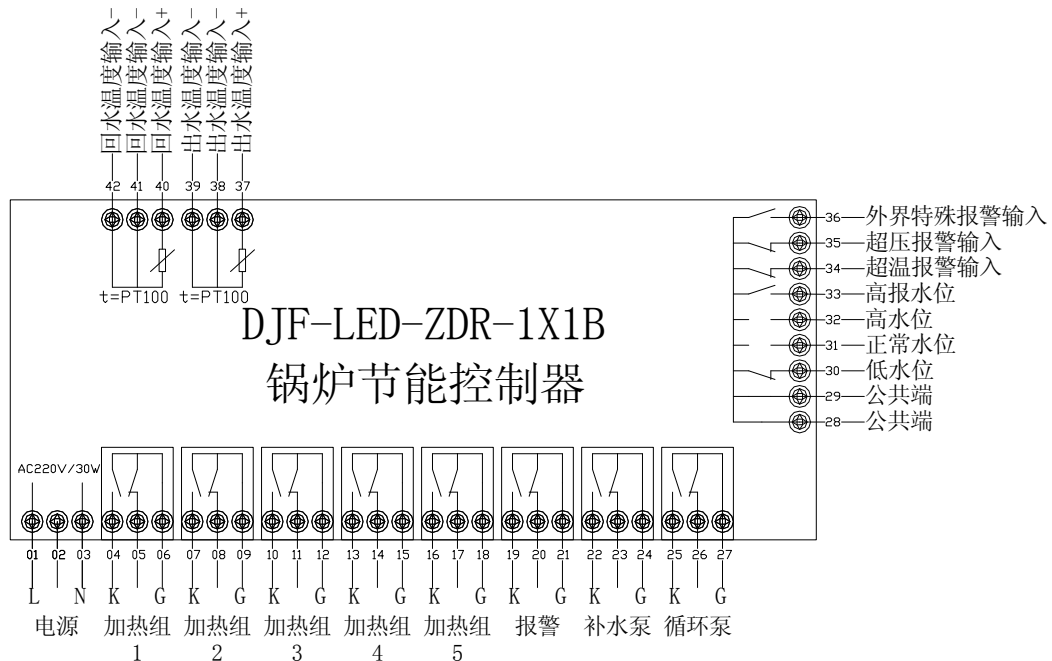 回水温度输入-
回水温度输入-
回水温度输入+
出水温度输入-
出水温度输入-
出水温度输入+
42 41 40 39 38 37
t=PT100 t=PT100
36 外界特殊报警输入
35 超压报警输入
34 超温报警输入
33 高报水位
32 高水位
31 正常水位
30 低水位
29 公共端
28 公共端
DJF-LED-ZDR-1X1B
锅炉节能控制器
AC220V/30W
01 02 03 04 05 06 07 08 09 10 11 12 13 14 15 16 17 18 19 20 21 22 23 24 25 26 27
L N K G K G K G K G K G K G K G K G
电源 加热组 加热组 加热组 加热组 加热组 报警 补水泵 循环泵
1 2 3 4 5